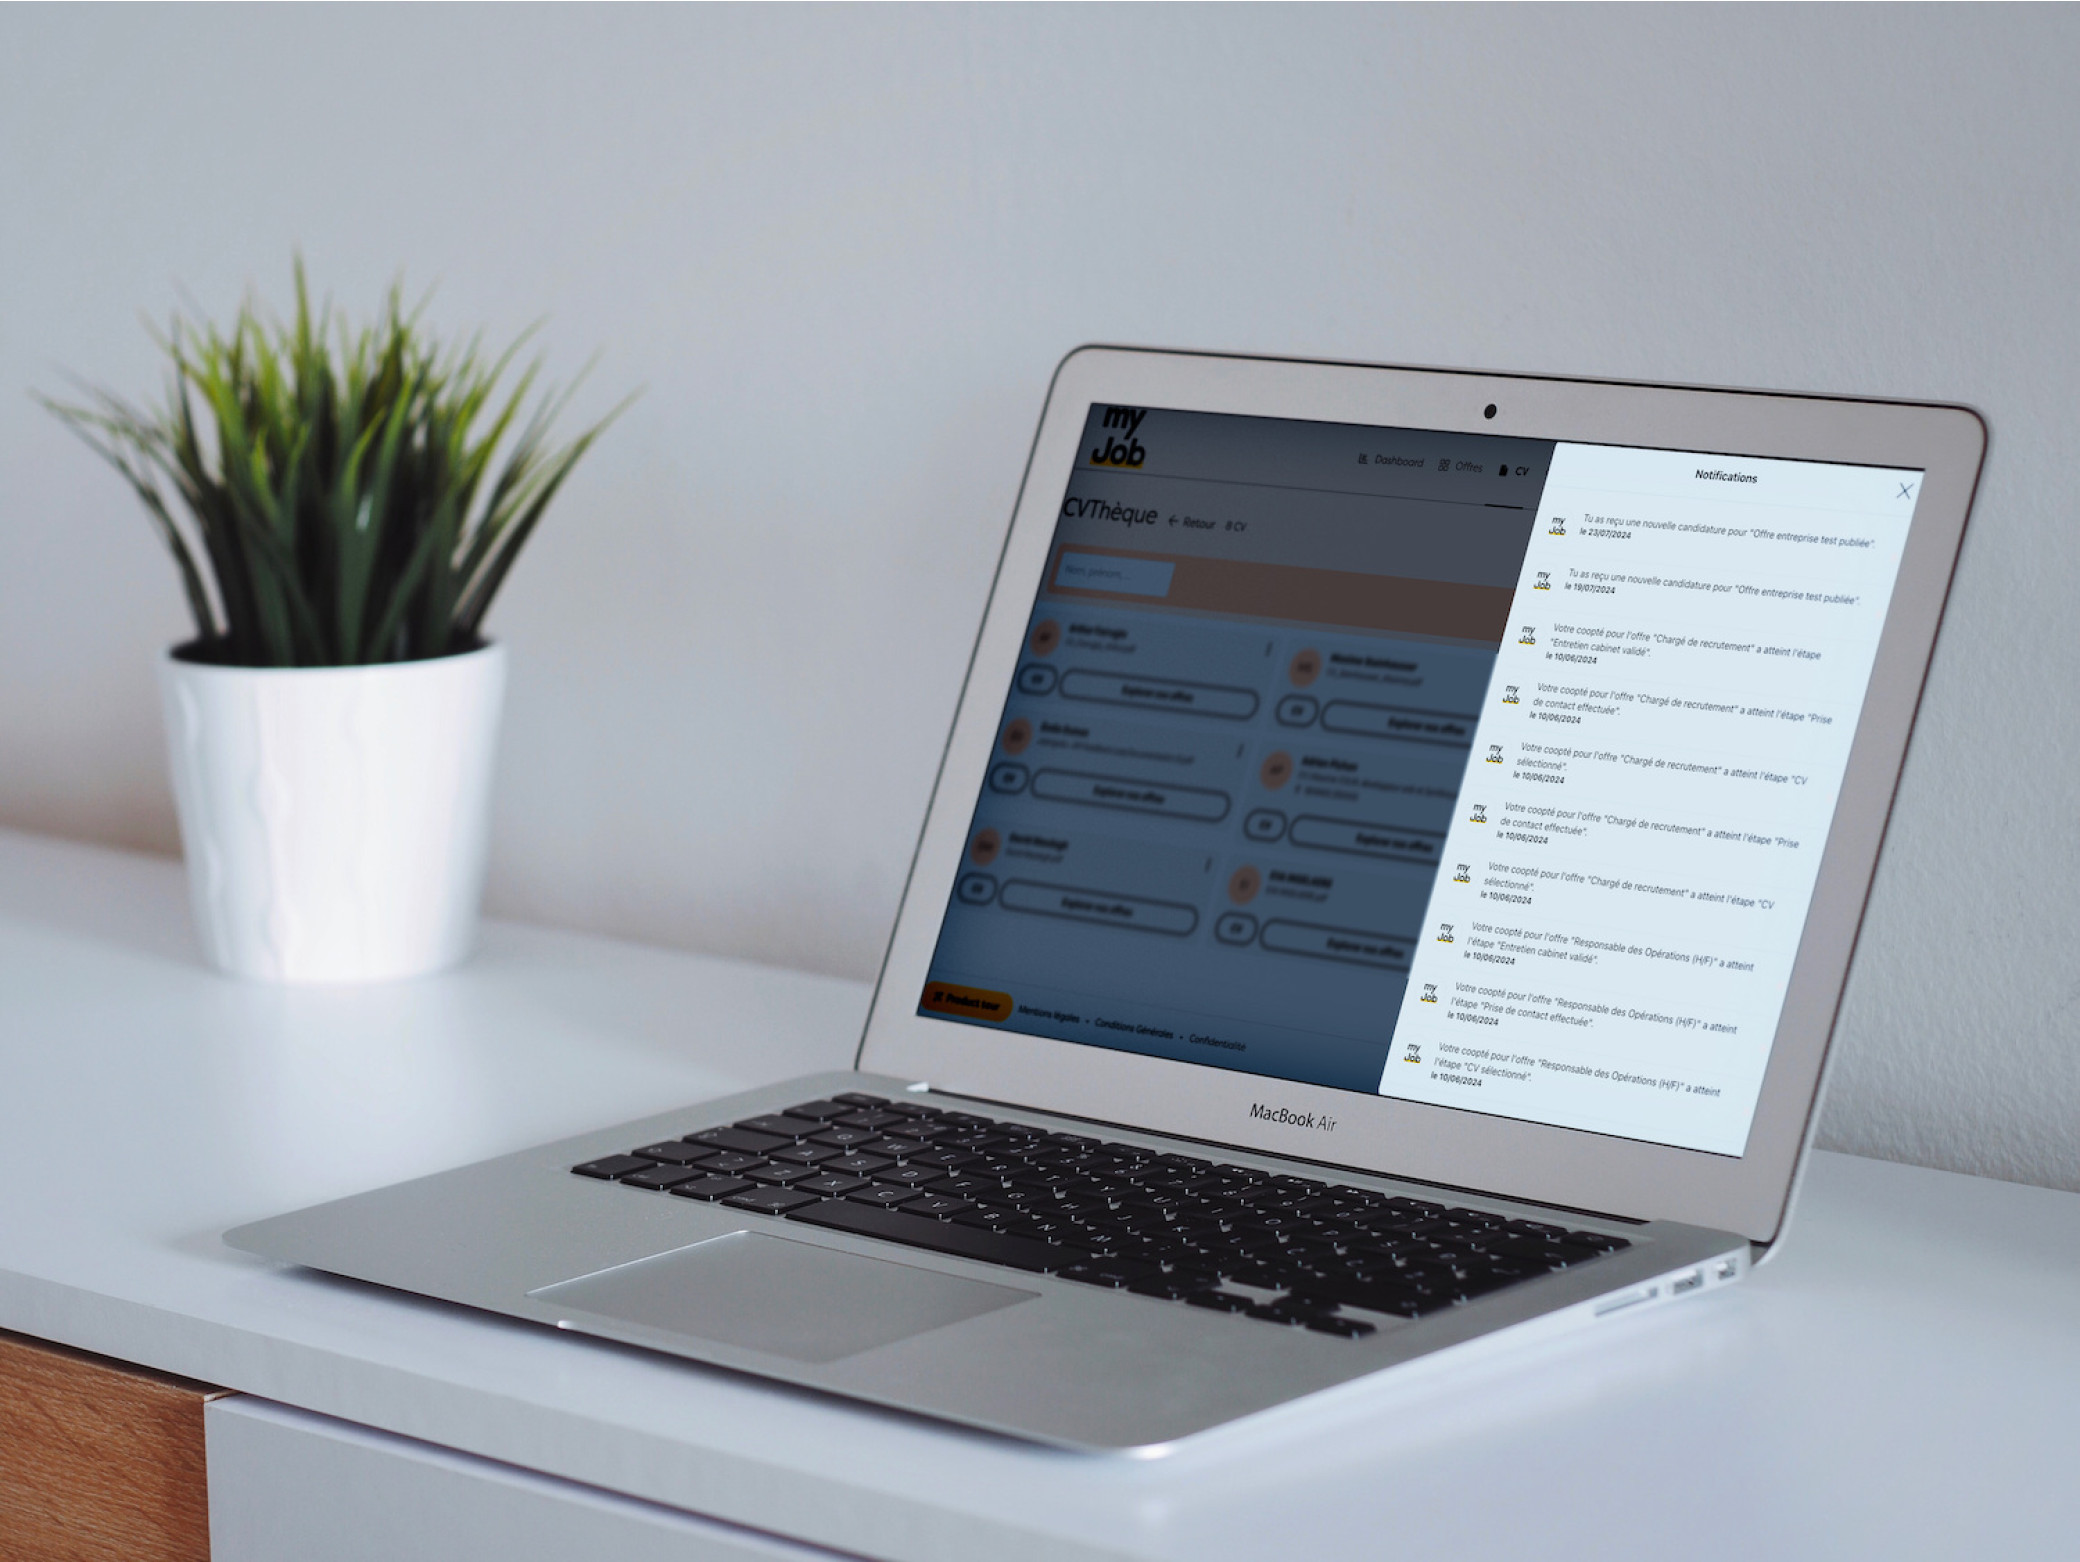 my
Job
Dashboard
Offres
CV
CVThèque
← Retour
8 CV
Nom, prénom, ...
Explorer nos offres
Explorer nos offres
Explorer nos offres
Explorer nos offres
Explorer nos offres
Explorer nos offres
Product tour
Mentions légales • Conditions Générales • Confidentialité
Notifications
my
Job
Tu as reçu une nouvelle candidature pour "Offre entreprise test publiée".
le 23/07/2024
my
Job
Tu as reçu une nouvelle candidature pour "Offre entreprise test publiée".
le 19/07/2024
my
Job
Votre coopté pour l'offre "Chargé de recrutement" a atteint l'étape
"Entretien cabinet validé".
le 10/06/2024
my
Job
Votre coopté pour l'offre "Chargé de recrutement" a atteint l'étape "Prise
de contact effectuée".
le 10/06/2024
my
Job
Votre coopté pour l'offre "Chargé de recrutement" a atteint l'étape "CV
sélectionné".
le 10/06/2024
my
Job
Votre coopté pour l'offre "Chargé de recrutement" a atteint l'étape "Prise
de contact effectuée".
le 10/06/2024
my
Job
Votre coopté pour l'offre "Chargé de recrutement" a atteint l'étape "CV
sélectionné".
le 10/06/2024
my
Job
Votre coopté pour l'offre "Responsable des Opérations (H/F)" a atteint
l'étape "Entretien cabinet validé".
le 10/06/2024
my
Job
Votre coopté pour l'offre "Responsable des Opérations (H/F)" a atteint
l'étape "Prise de contact effectuée".
le 10/06/2024
my
Job
Votre coopté pour l'offre "Responsable des Opérations (H/F)" a atteint
l'étape "CV sélectionné".
le 10/06/2024
MacBook Air